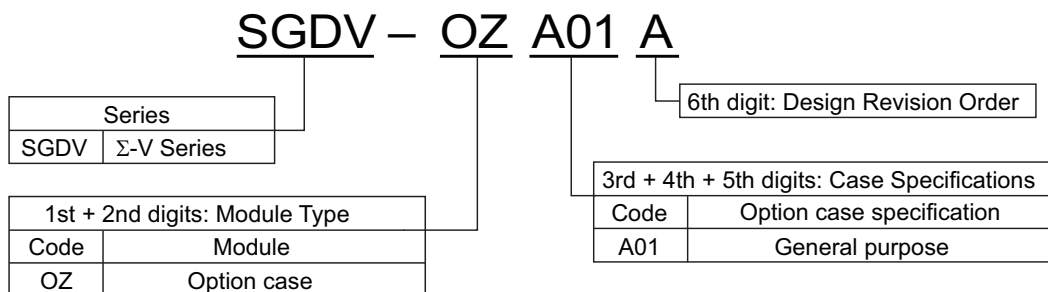 SGDV – OZ A01 A
6th digit: Design Revision Order
Series
SGDV Σ-V Series
3rd + 4th + 5th digits: Case Specifications
Code Option case specification
A01 General purpose
1st + 2nd digits: Module Type
Code Module
OZ Option case